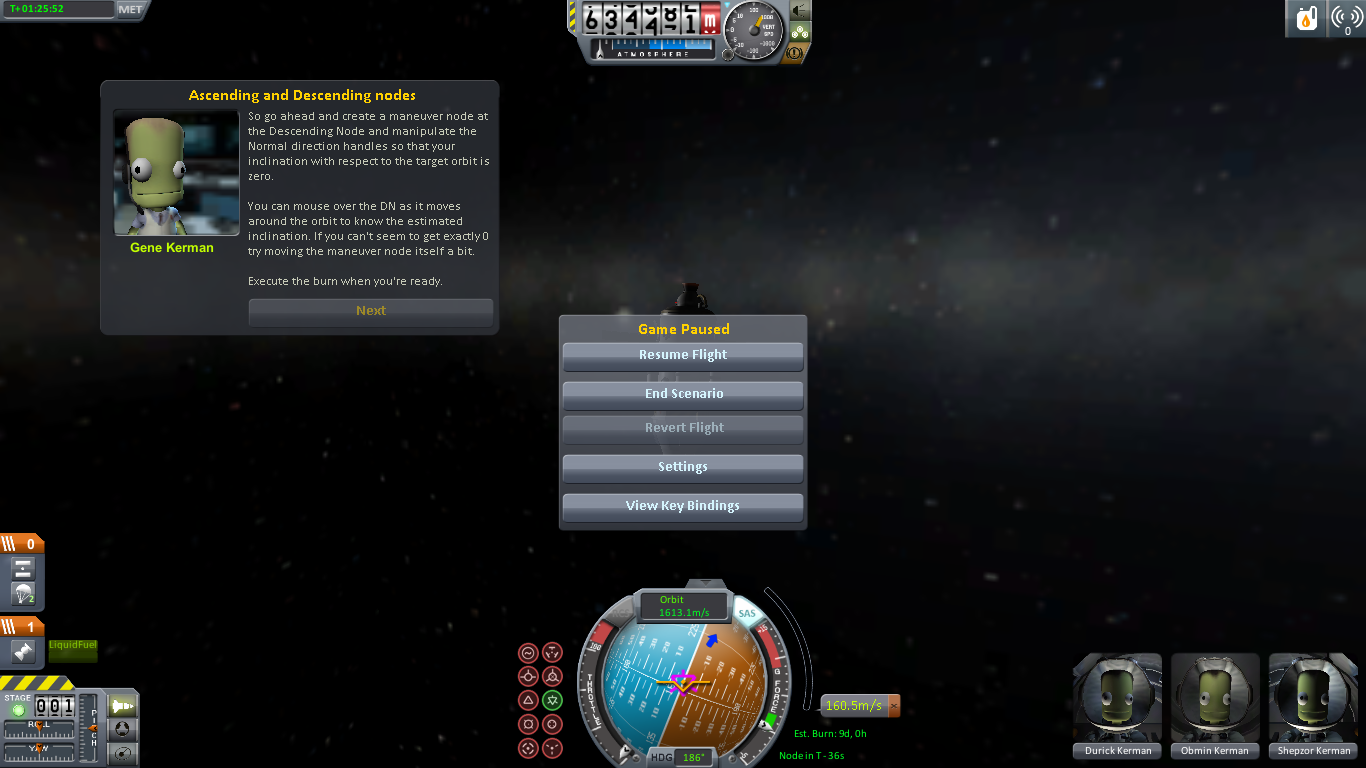 T+ 01:25:52 MET
634481 m
ATMOSPHERE
0
Ascending and Descending nodes
So go ahead and create a maneuver node at
the Descending Node and manipulate the
Normal direction handles so that your
inclination with respect to the target orbit is
zero.
You can mouse over the DN as it moves
around the orbit to know the estimated
inclination. If you can't seem to get exactly 0
try moving the maneuver node itself a bit.
Execute the burn when you're ready.
Gene Kerman
Next
Game Paused
Resume Flight
End Scenario
Revert Flight
Settings
View Key Bindings
0
2
1
LiquidFuel
STAGE 001
ROLL
YAW
PITCH
Orbit
1613.1m/s
SAS
THROTTLE
G FORCE
HDG 186°
160.5m/s
Est. Burn: 9d, 0h
Node in T - 36s
Durick Kerman
Obmin Kerman
Shepzor Kerman